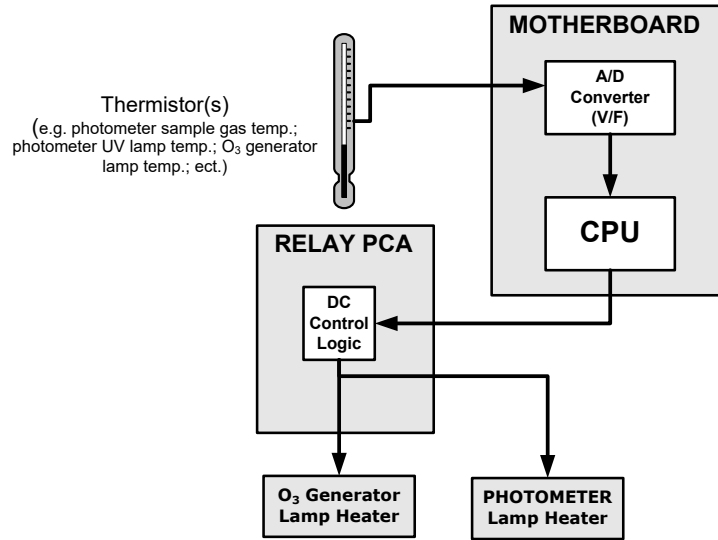 MOTHERBOARD
A/D
Converter
(V/F)
Thermistor(s)
(e.g. photometer sample gas temp.;
photometer UV lamp temp.; O₃ generator
lamp temp.; ect.)
CPU
RELAY PCA
DC
Control
Logic
O₃ Generator
Lamp Heater
PHOTOMETER
Lamp Heater